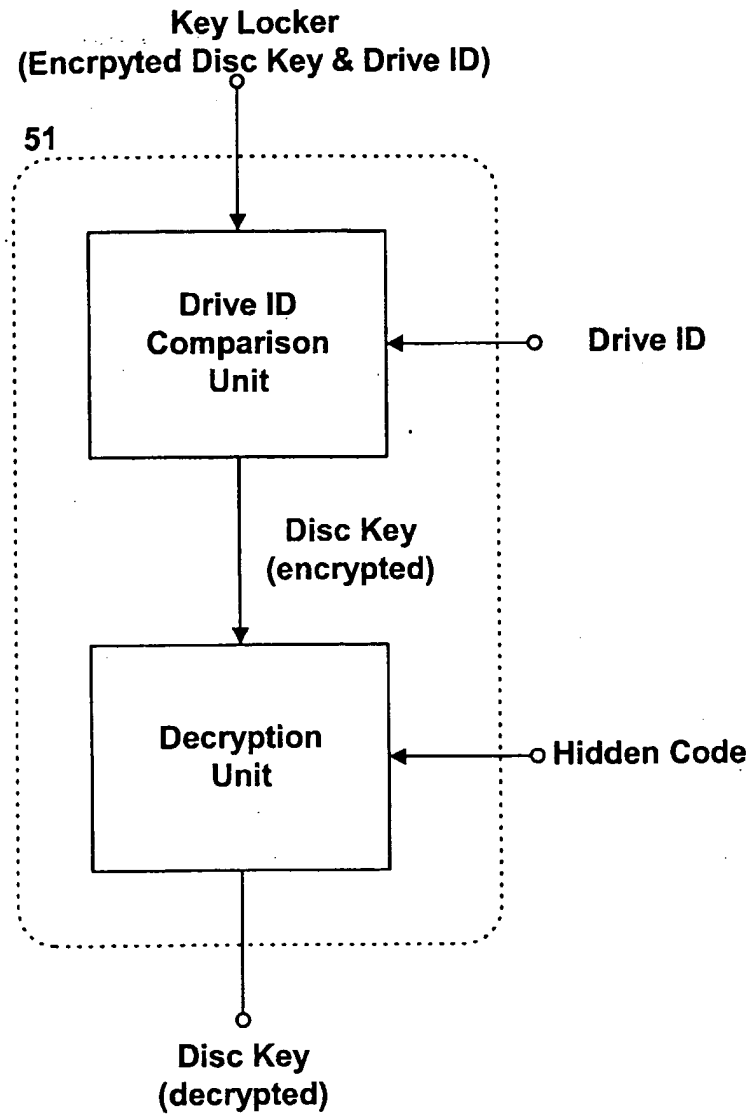 Key Locker
(Encrpyted Disc Key & Drive ID)
51
Drive ID
Comparison
Unit
Drive ID
Disc Key
(encrypted)
Decryption
Unit
Hidden Code
Disc Key
(decrypted)